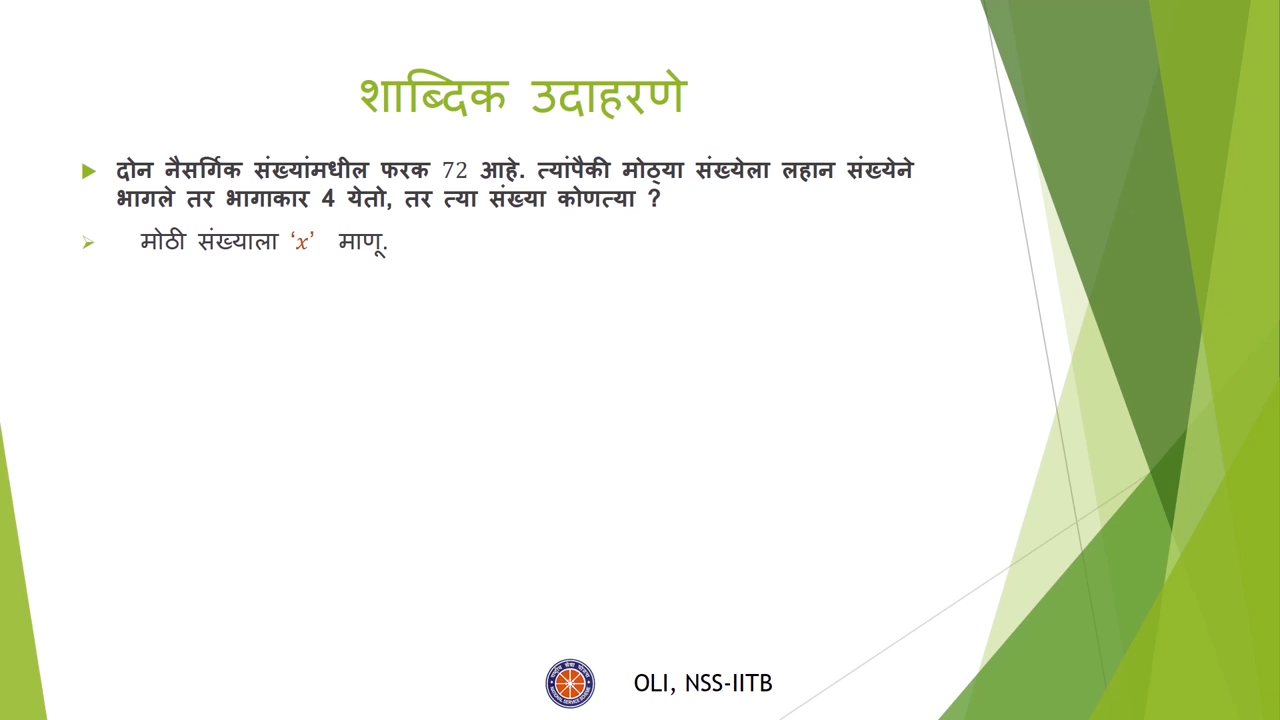 शाब्दिक उदाहरणे
दोन नैसर्गिक संख्यांमधील फरक 72 आहे. त्यांपैकी मोठ्या संख्येला लहान संख्येने
भागले तर भागाकार 4 येतो, तर त्या संख्या कोणत्या ?
मोठी संख्याला ‘x’ माणू.
OLI, NSS-IITB